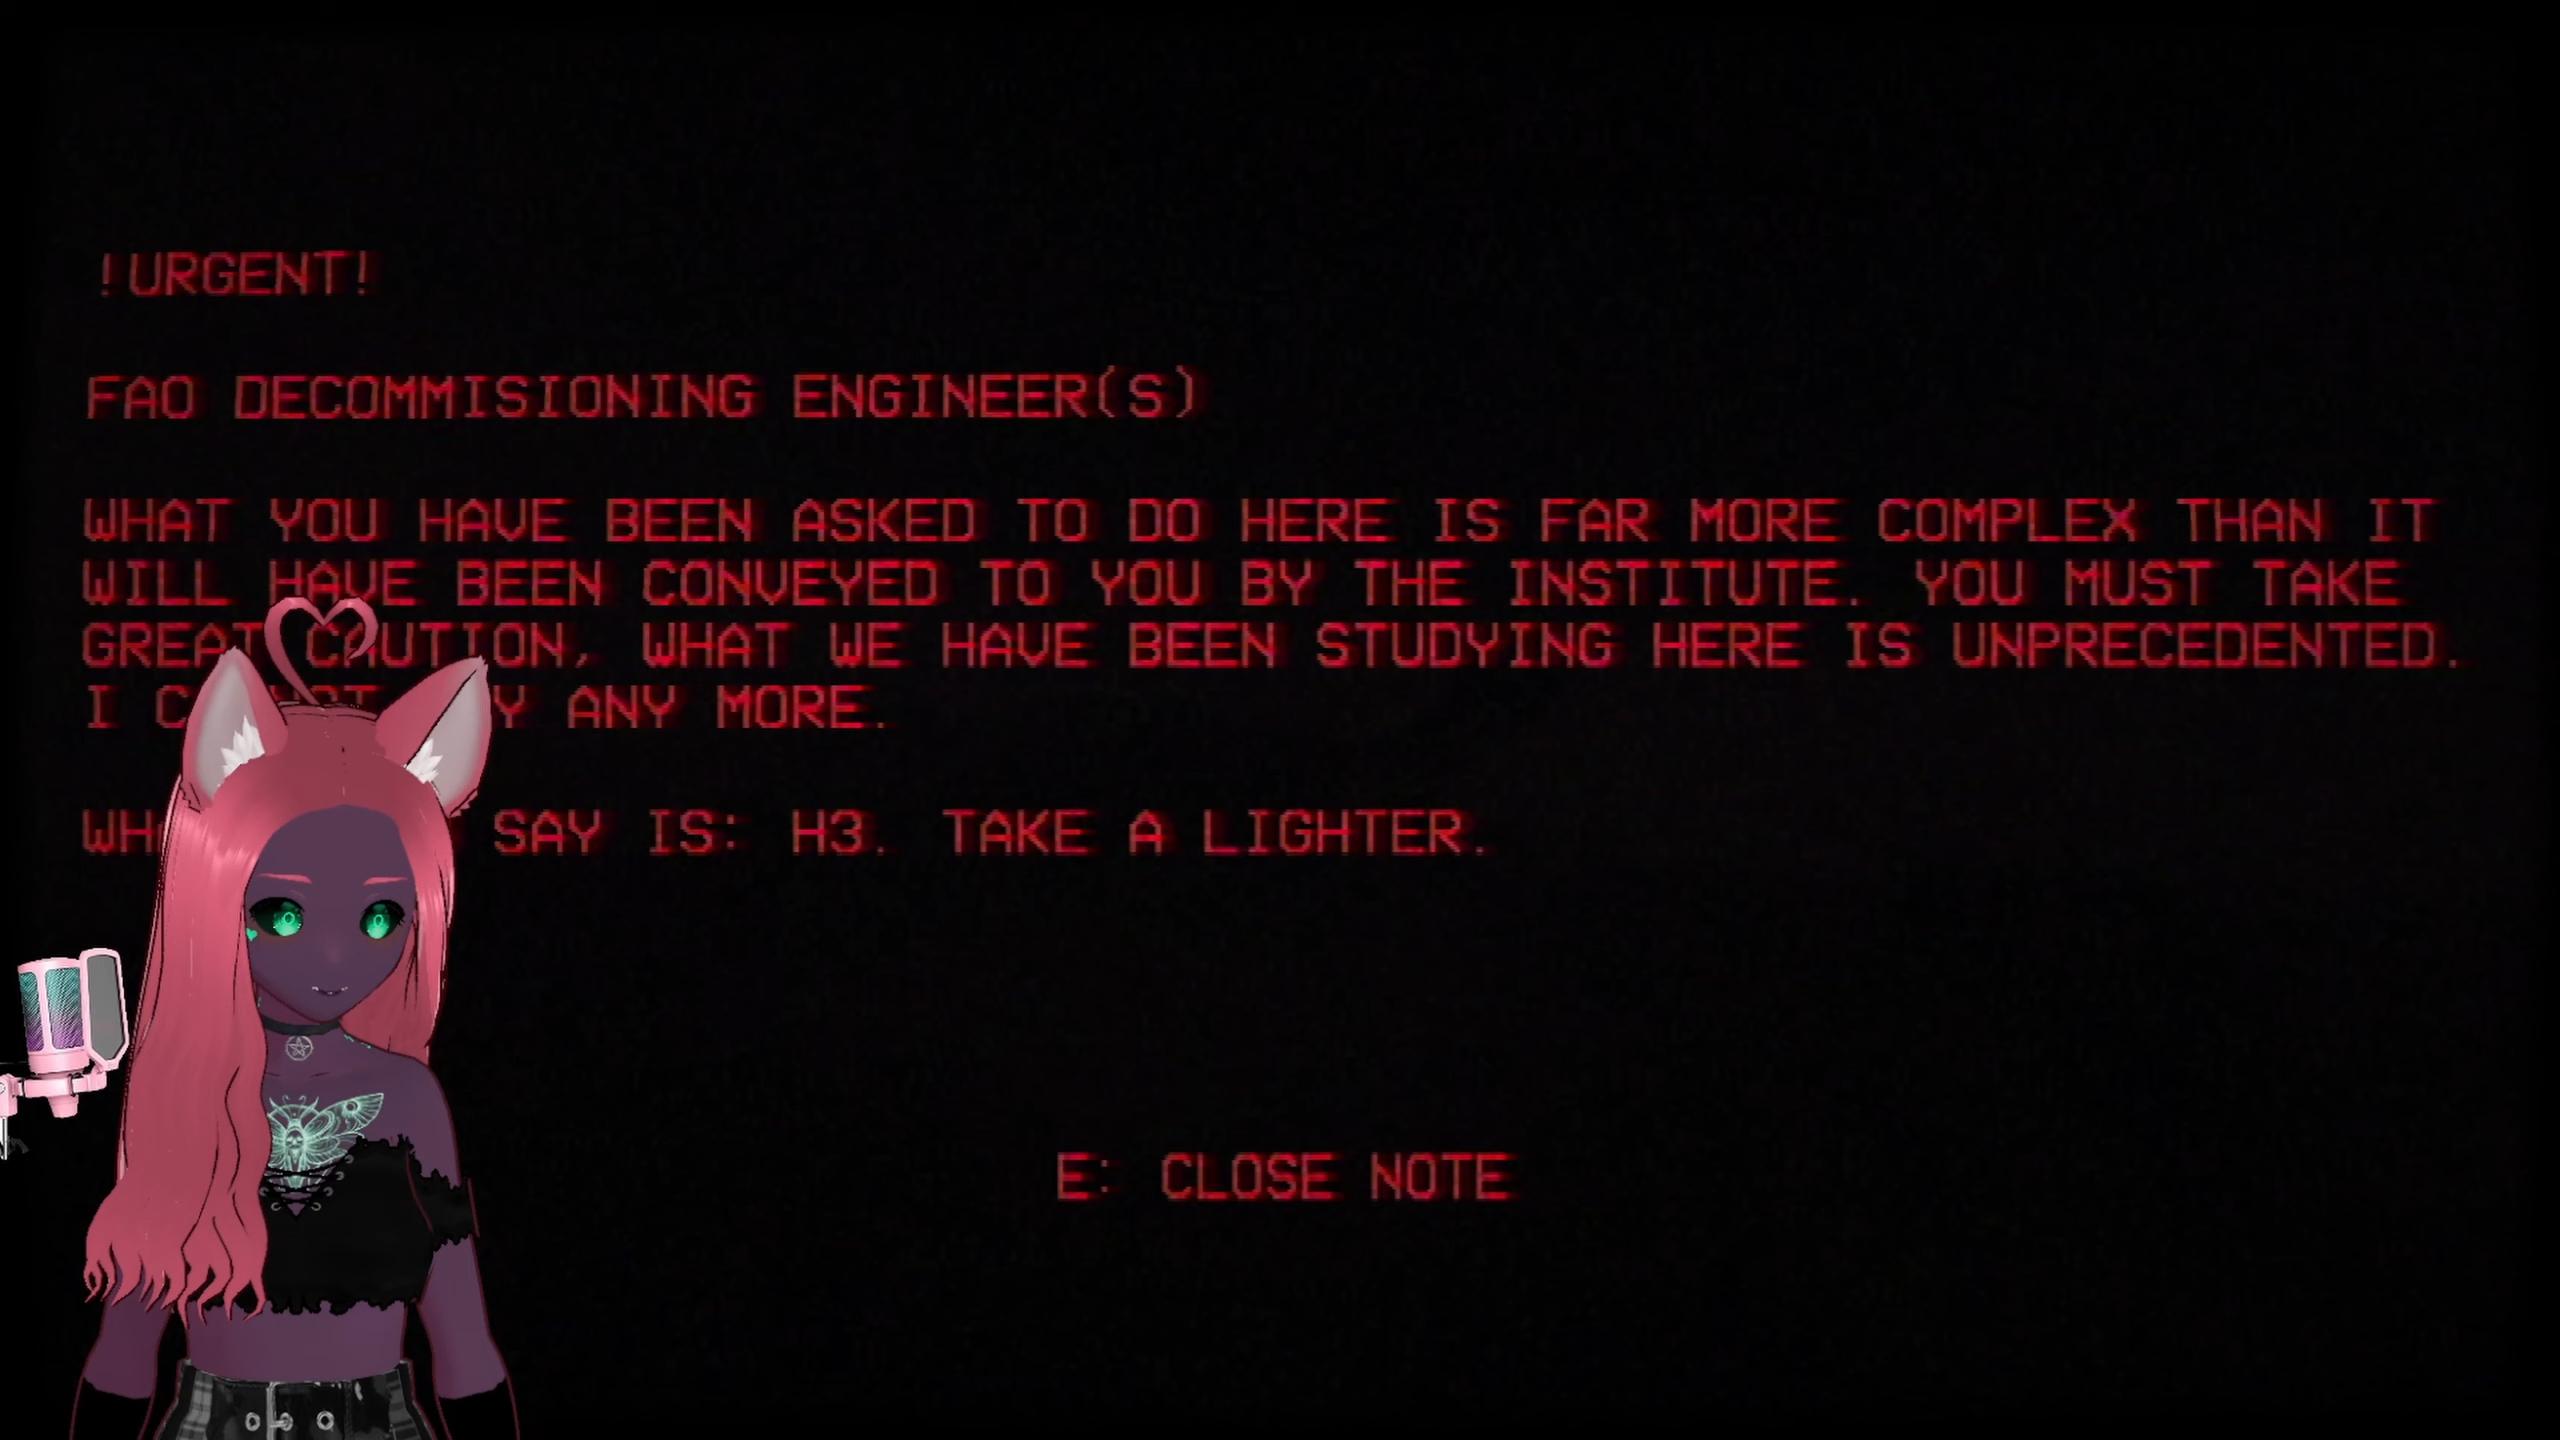 !URGENT!
FAO DECOMMISIONING ENGINEER(S)
WHAT YOU HAVE BEEN ASKED TO DO HERE IS FAR MORE COMPLEX THAN IT
WILL HAVE BEEN CONVEYED TO YOU BY THE INSTITUTE. YOU MUST TAKE
GREAT CAUTION, WHAT WE HAVE BEEN STUDYING HERE IS UNPRECEDENTED.
I ANY MORE.
SAY IS: H3. TAKE A LIGHTER.
E: CLOSE NOTE